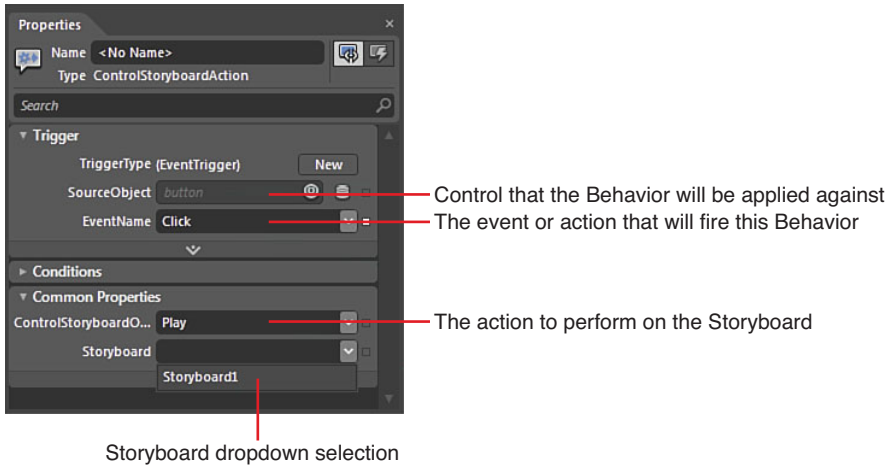 Properties
Name <No Name>
Type ControlStoryboardAction
Search
Trigger
TriggerType (EventTrigger) New
SourceObject button
Control that the Behavior will be applied against
EventName Click
The event or action that will fire this Behavior
Conditions
Common Properties
ControlStoryboardO... Play
The action to perform on the Storyboard
Storyboard
Storyboard1
Storyboard dropdown selection